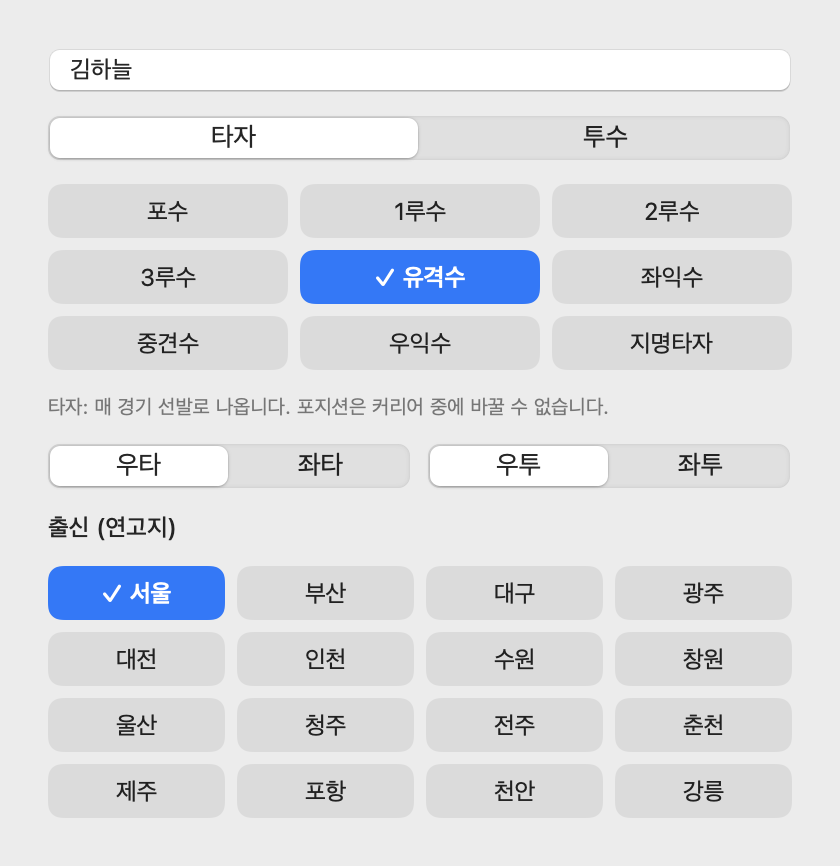 김하늘
타자 투수
포수 1루수 2루수
3루수 ✓ 유격수 좌익수
중견수 우익수 지명타자
타자: 매 경기 선발로 나옵니다. 포지션은 커리어 중에 바꿀 수 없습니다.
우타 좌타 우투 좌투
출신 (연고지)
✓ 서울 부산 대구 광주
대전 인천 수원 창원
울산 청주 전주 춘천
제주 포항 천안 강릉